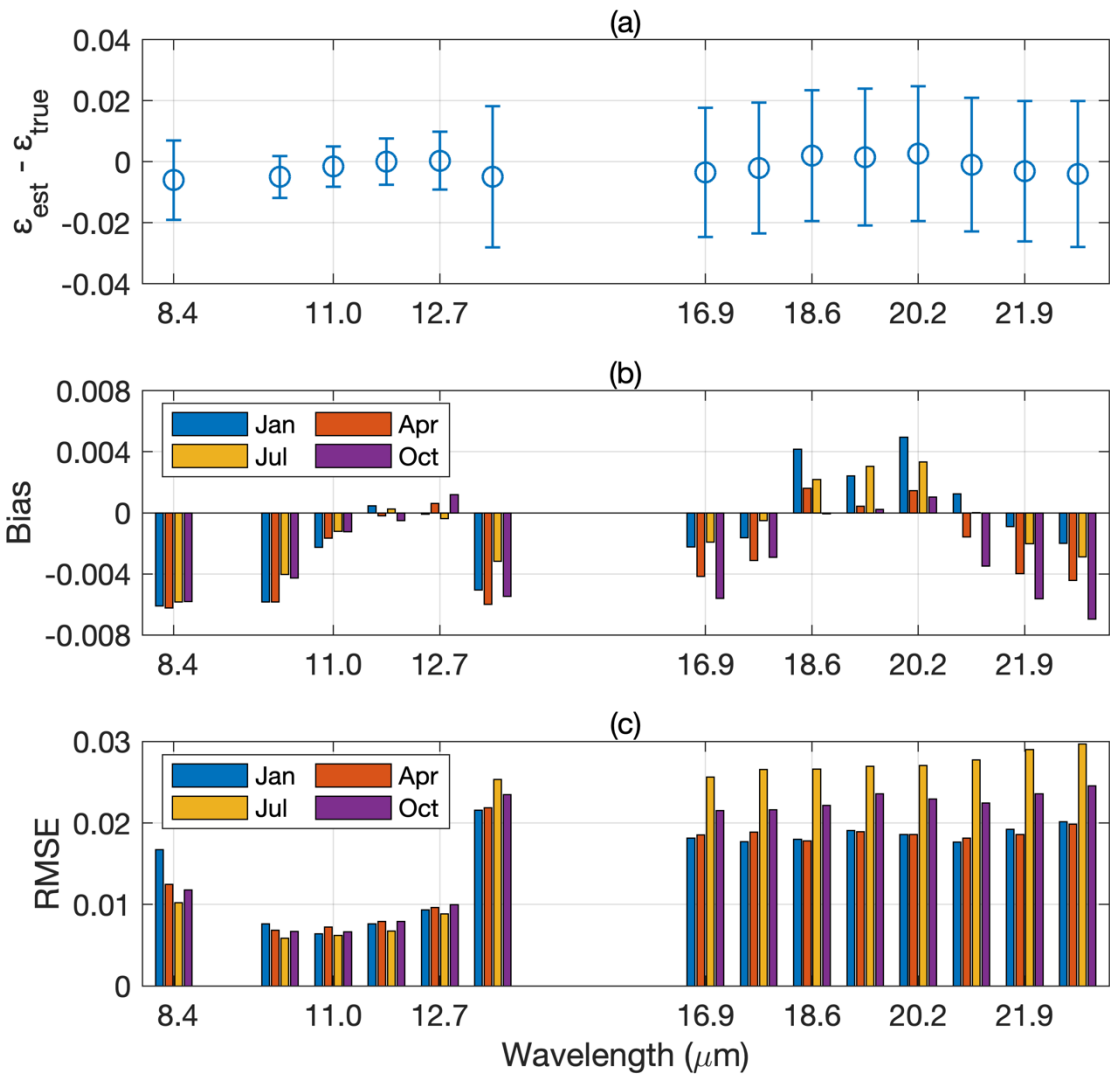 (a)
0.04
0.02
0
-0.02
-0.04
ε_est - ε_true
8.4 11.0 12.7 16.9 18.6 20.2 21.9
(b)
0.008
0.004
0
-0.004
-0.008
Bias
Jan Apr
Jul Oct
8.4 11.0 12.7 16.9 18.6 20.2 21.9
(c)
0.03
0.02
0.01
0
RMSE
Jan Apr
Jul Oct
8.4 11.0 12.7 16.9 18.6 20.2 21.9
Wavelength (μm)